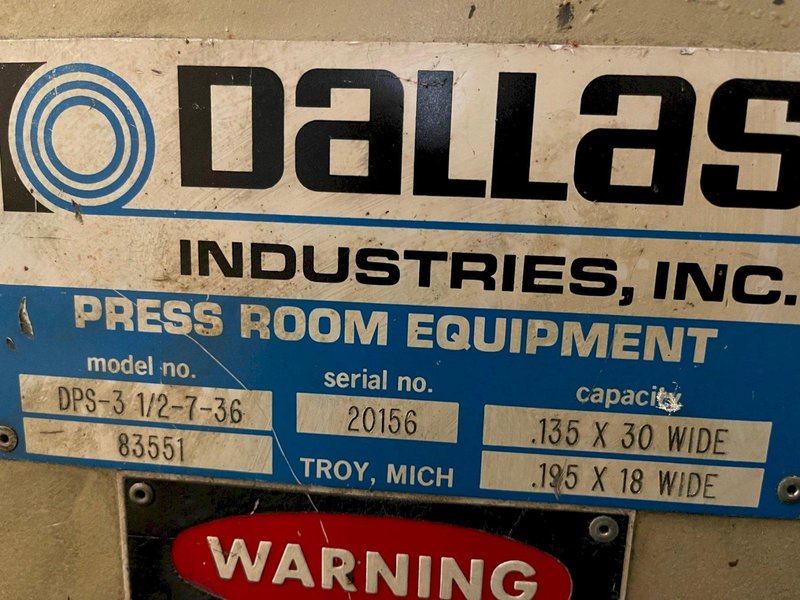 DALLAS
INDUSTRIES, INC.
PRESS ROOM EQUIPMENT
model no.
DPS-3 1/2-7-36
83551
serial no.
20156
TROY, MICH
capacity
.135 X 30 WIDE
.195 X 18 WIDE
WARNING